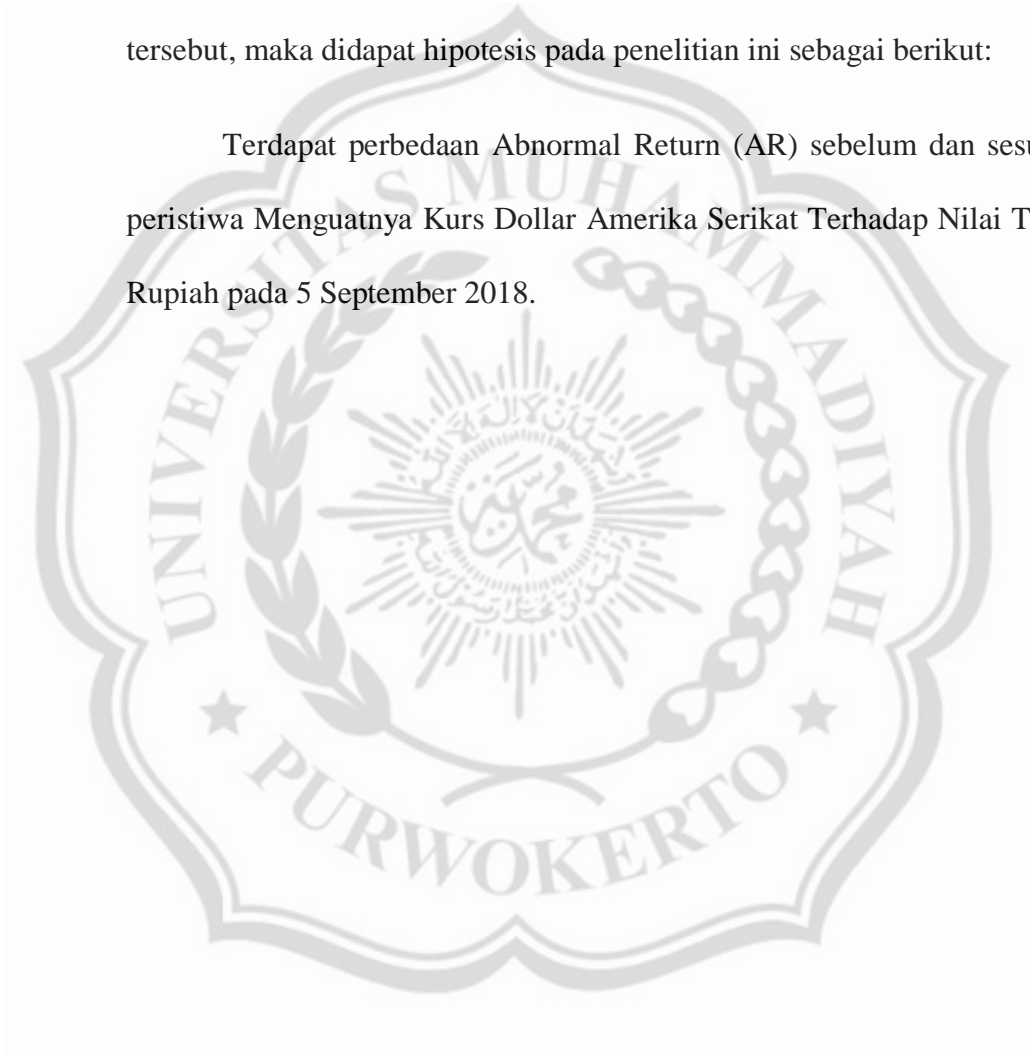 tersebut, maka didapat hipotesis pada penelitian ini sebagai berikut:
Terdapat perbedaan Abnormal Return (AR) sebelum dan sesu
peristiwa Menguatnya Kurs Dollar Amerika Serikat Terhadap Nilai T
Rupiah pada 5 September 2018.
UNIVERSITAS MUHAMMADIYAH
PURWOKERTO